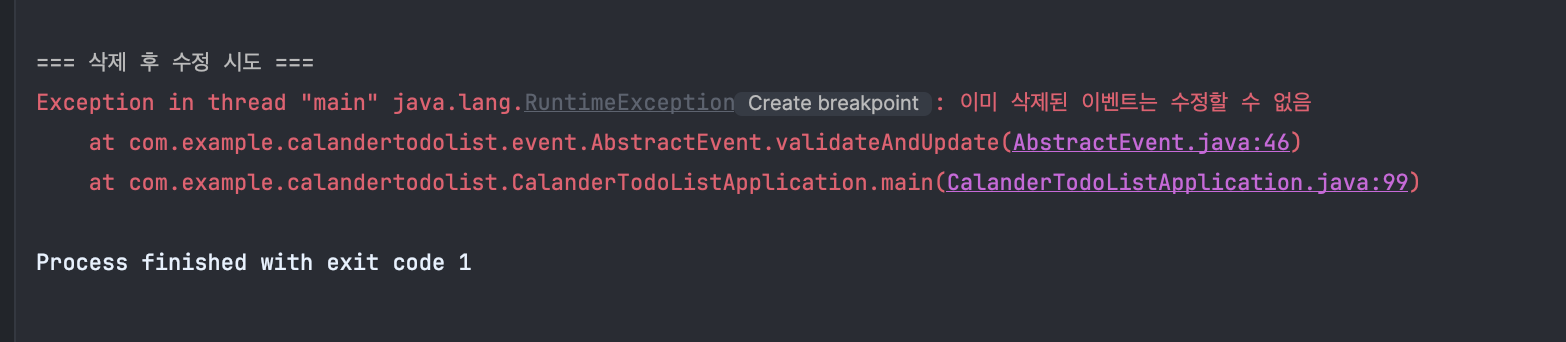 === 삭제 후 수정 시도 ===
Exception in thread "main" java.lang.RuntimeException Create breakpoint : 이미 삭제된 이벤트는 수정할 수 없음
at com.example.calandertodolist.event.AbstractEvent.validateAndUpdate(AbstractEvent.java:46)
at com.example.calandertodolist.CalanderTodoListApplication.main(CalanderTodoListApplication.java:99)
Process finished with exit code 1